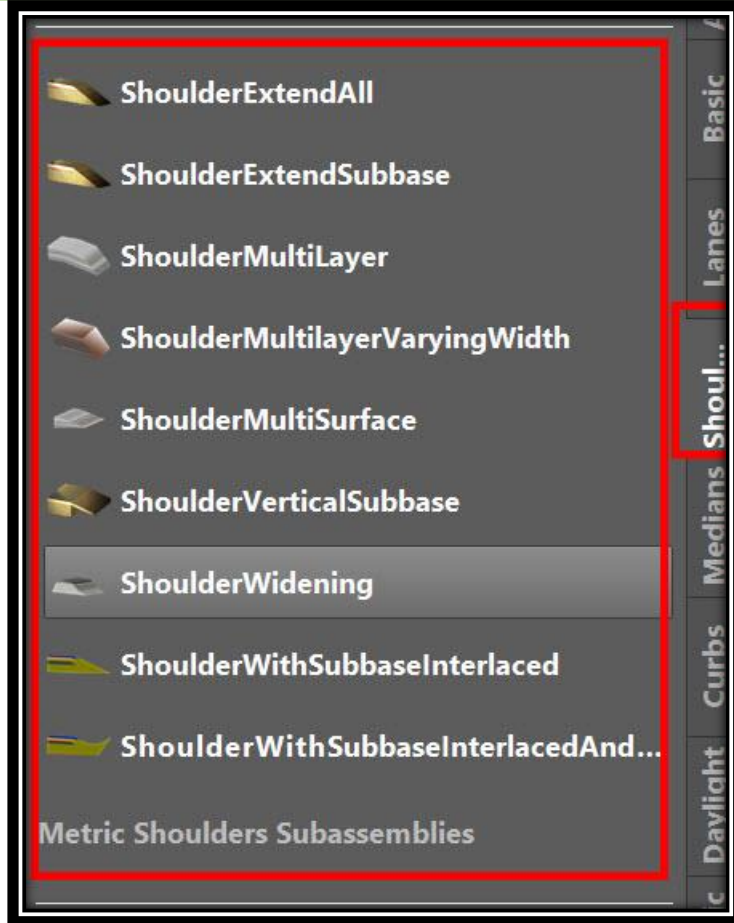 ShoulderExtendAll
ShoulderExtendSubbase
ShoulderMultiLayer
ShoulderMultilayerVaryingWidth
ShoulderMultiSurface
ShoulderVerticalSubbase
ShoulderWidening
ShoulderWithSubbaseInterlaced
ShoulderWithSubbaseInterlacedAnd...
Metric Shoulders Subassemblies
Basic
Lanes
Shoul...
Medians
Curbs
Daylight